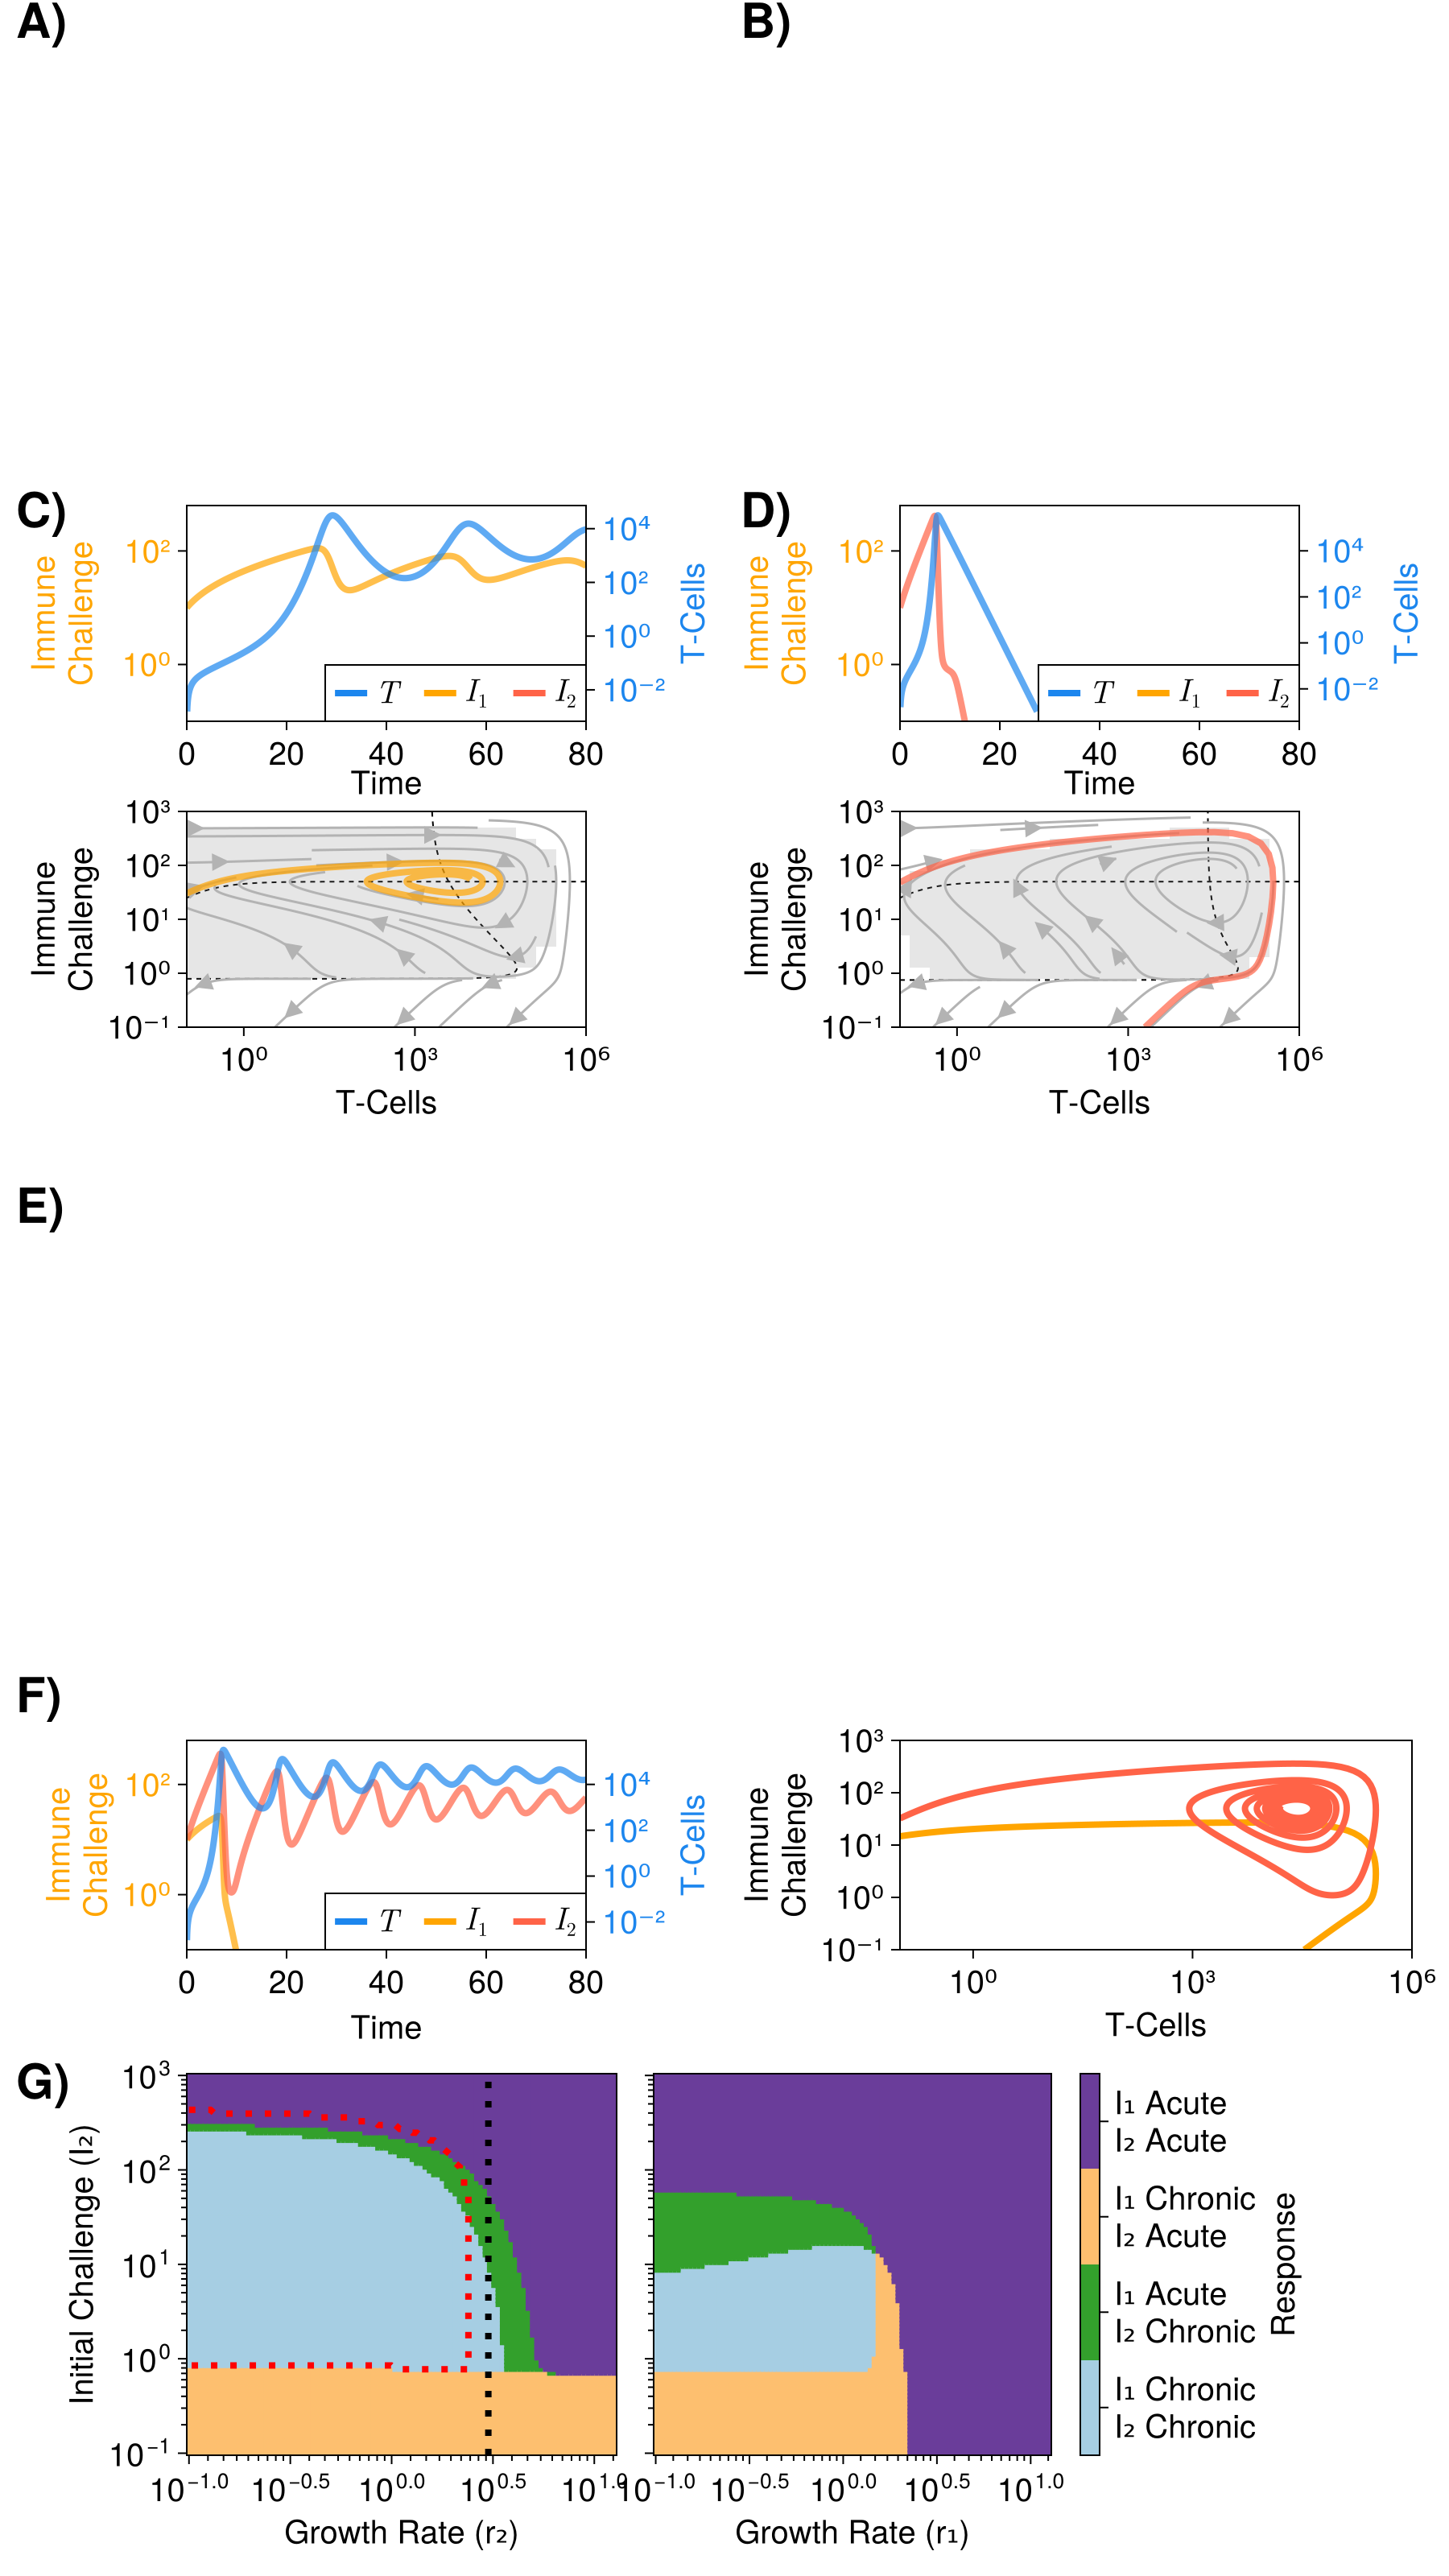 A)
B)
C)
Immune
Challenge
10²
10⁰
10⁴
10²
10⁰
10⁻²
T-Cells
T I₁ I₂
0 20 40 60 80
Time
Immune
Challenge
10³
10²
10¹
10⁰
10⁻¹
10⁰ 10³ 10⁶
T-Cells
D)
Immune
Challenge
10²
10⁰
10⁴
10²
10⁰
10⁻²
T-Cells
T I₁ I₂
0 20 40 60 80
Time
Immune
Challenge
10³
10²
10¹
10⁰
10⁻¹
10⁰ 10³ 10⁶
T-Cells
E)
F)
Immune
Challenge
10²
10⁰
10⁴
10²
10⁰
10⁻²
T-Cells
T I₁ I₂
0 20 40 60 80
Time
Immune
Challenge
10³
10²
10¹
10⁰
10⁻¹
10⁰ 10³ 10⁶
T-Cells
G)
Initial Challenge (I₂)
10³
10²
10¹
10⁰
10⁻¹
10⁻¹·⁰ 10⁻⁰·⁵ 10⁰·⁰ 10⁰·⁵ 10¹·⁰
Growth Rate (r₂)
10⁻¹·⁰ 10⁻⁰·⁵ 10⁰·⁰ 10⁰·⁵ 10¹·⁰
Growth Rate (r₁)
I₁ Acute
I₂ Acute
I₁ Chronic
I₂ Acute
I₁ Acute
I₂ Chronic
I₁ Chronic
I₂ Chronic
Response